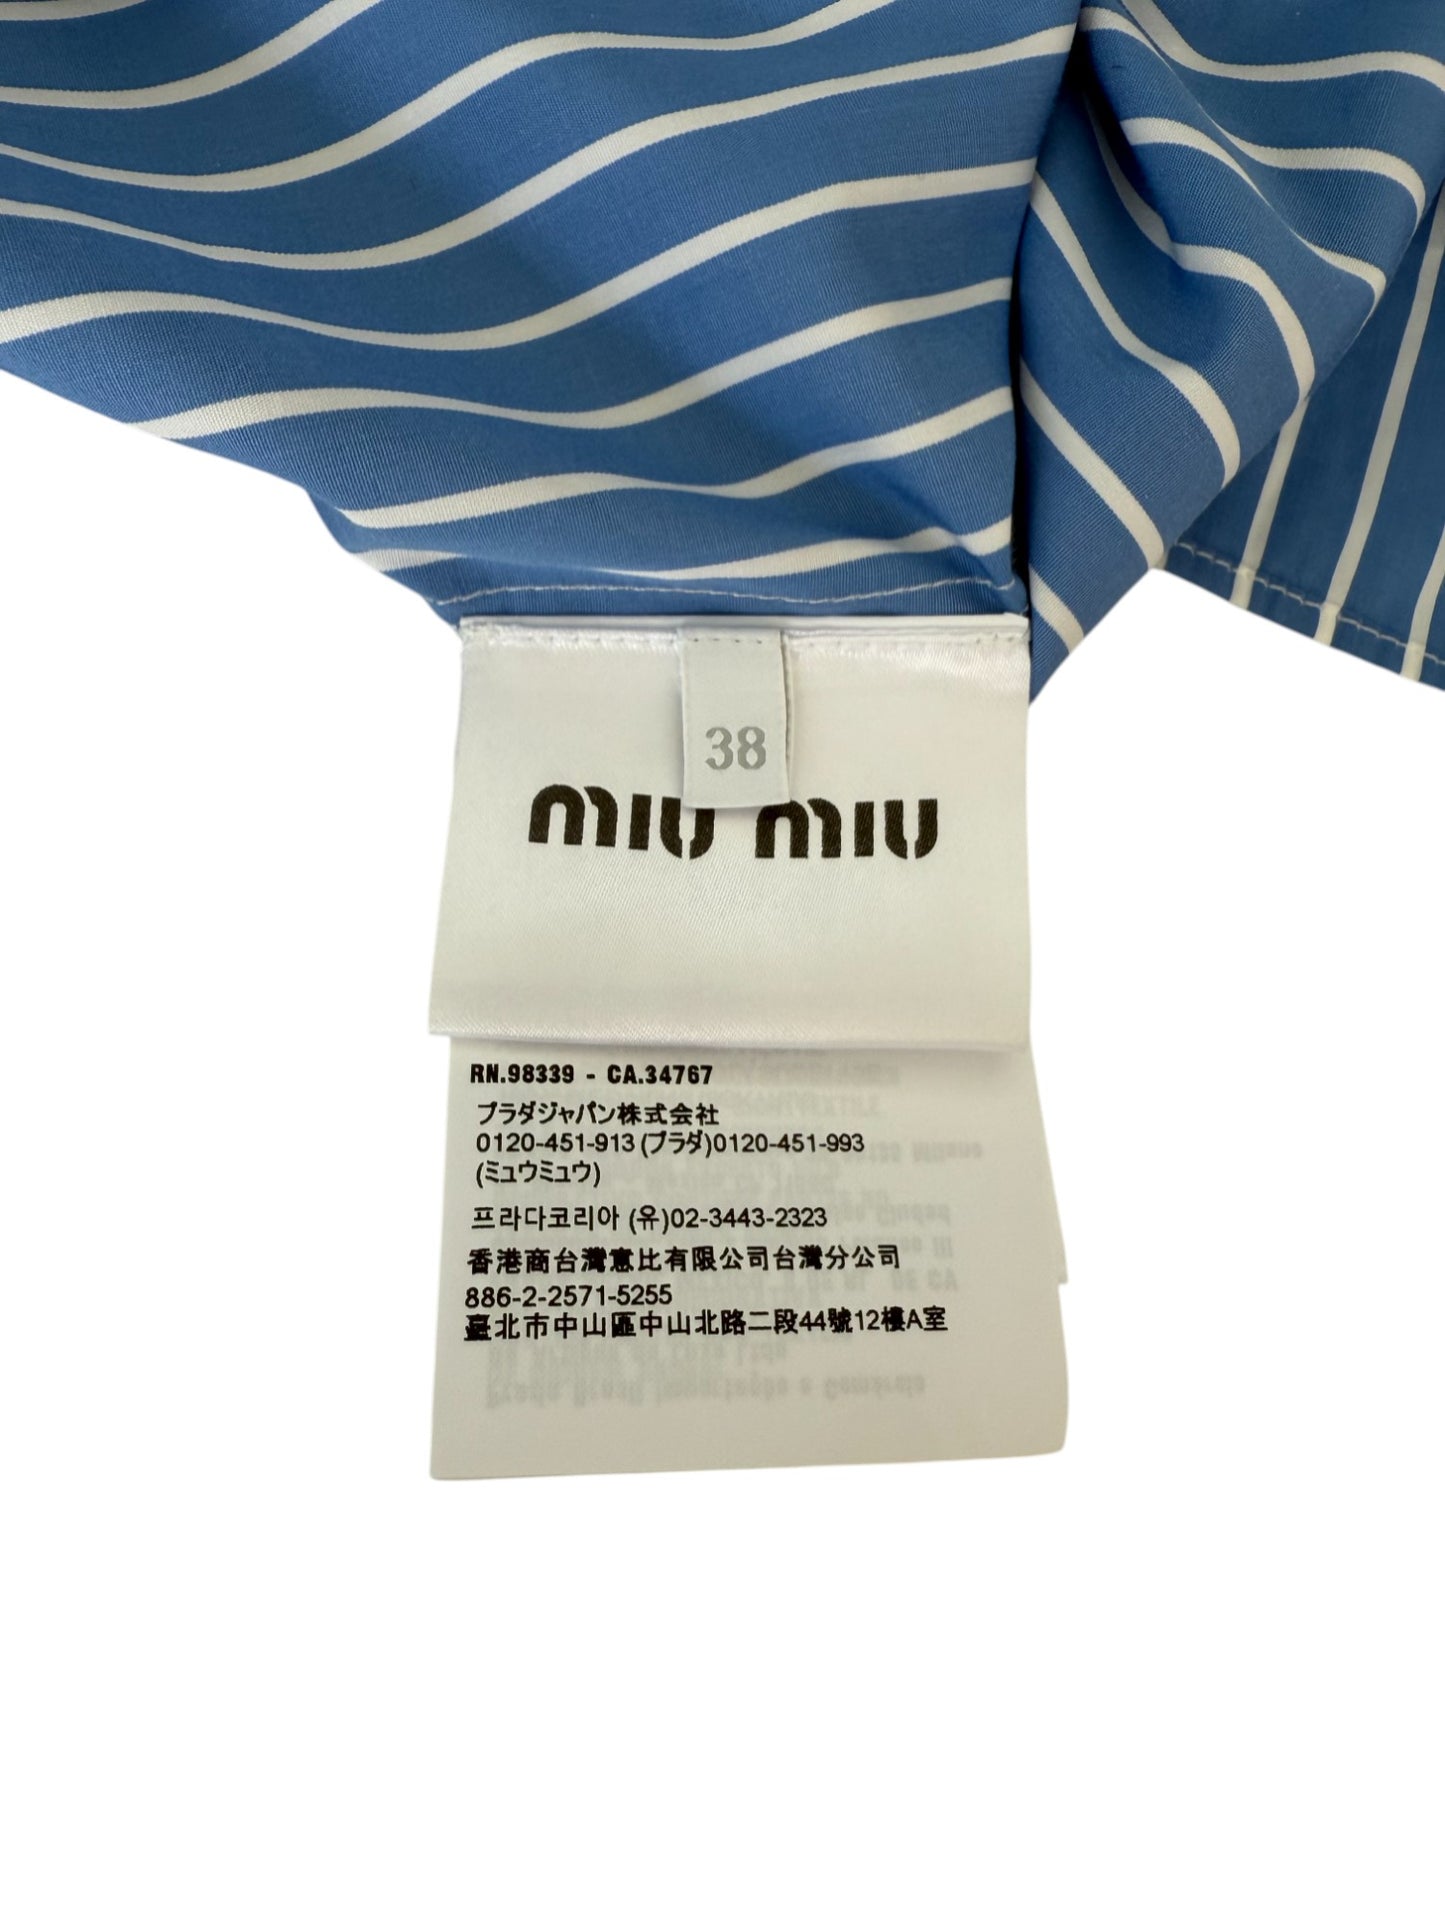 38
miu miu
RN.98339 - CA.34767
プラダジャパン株式会社
0120-451-913 (プラダ)0120-451-993
(ミュウミュウ)
프라다코리아 (유)02-3443-2323
香港商台灣意比有限公司台灣分公司
886-2-2571-5255
臺北市中山區中山北路二段44號12樓A室